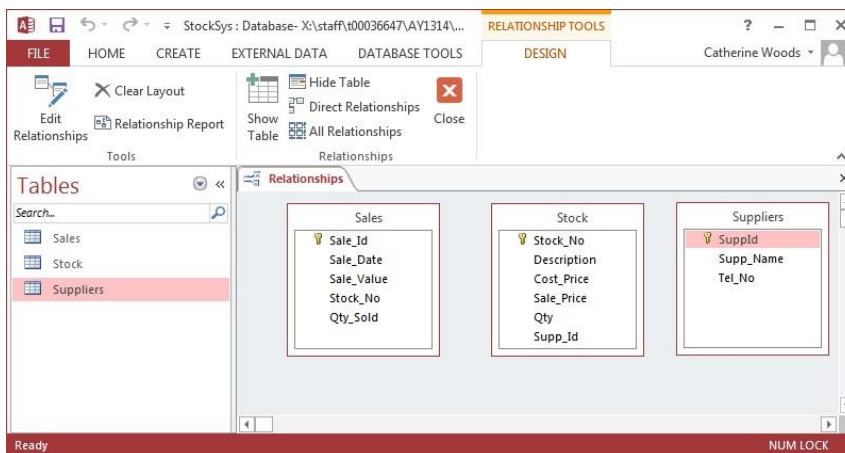 StockSys : Database- X:\staff\t00036647\AY1314\...
RELATIONSHIP TOOLS
?
FILE
HOME
CREATE
EXTERNAL DATA
DATABASE TOOLS
DESIGN
Catherine Woods
Edit
Relationships
Clear Layout
Relationship Report
Tools
Show
Table
Hide Table
Direct Relationships
All Relationships
Close
Relationships
Tables
Search...
Sales
Stock
Suppliers
Relationships
Sales
Sale_Id
Sale_Date
Sale_Value
Stock_No
Qty_Sold
Stock
Stock_No
Description
Cost_Price
Sale_Price
Qty
Supp_Id
Suppliers
SuppId
Supp_Name
Tel_No
Ready
NUM LOCK